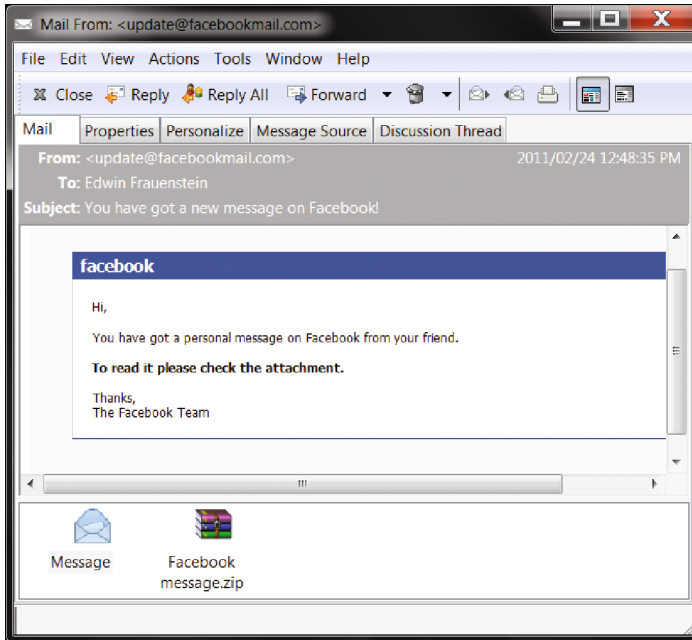 Mail From: <update@facebookmail.com>
File Edit View Actions Tools Window Help
Close Reply Reply All Forward
Mail Properties Personalize Message Source Discussion Thread
From: <update@facebookmail.com> 2011/02/24 12:48:35 PM
To: Edwin Frauenstein
Subject: You have got a new message on Facebook!
facebook
Hi,
You have got a personal message on Facebook from your friend.
To read it please check the attachment.
Thanks,
The Facebook Team
Message
Facebook
message.zip